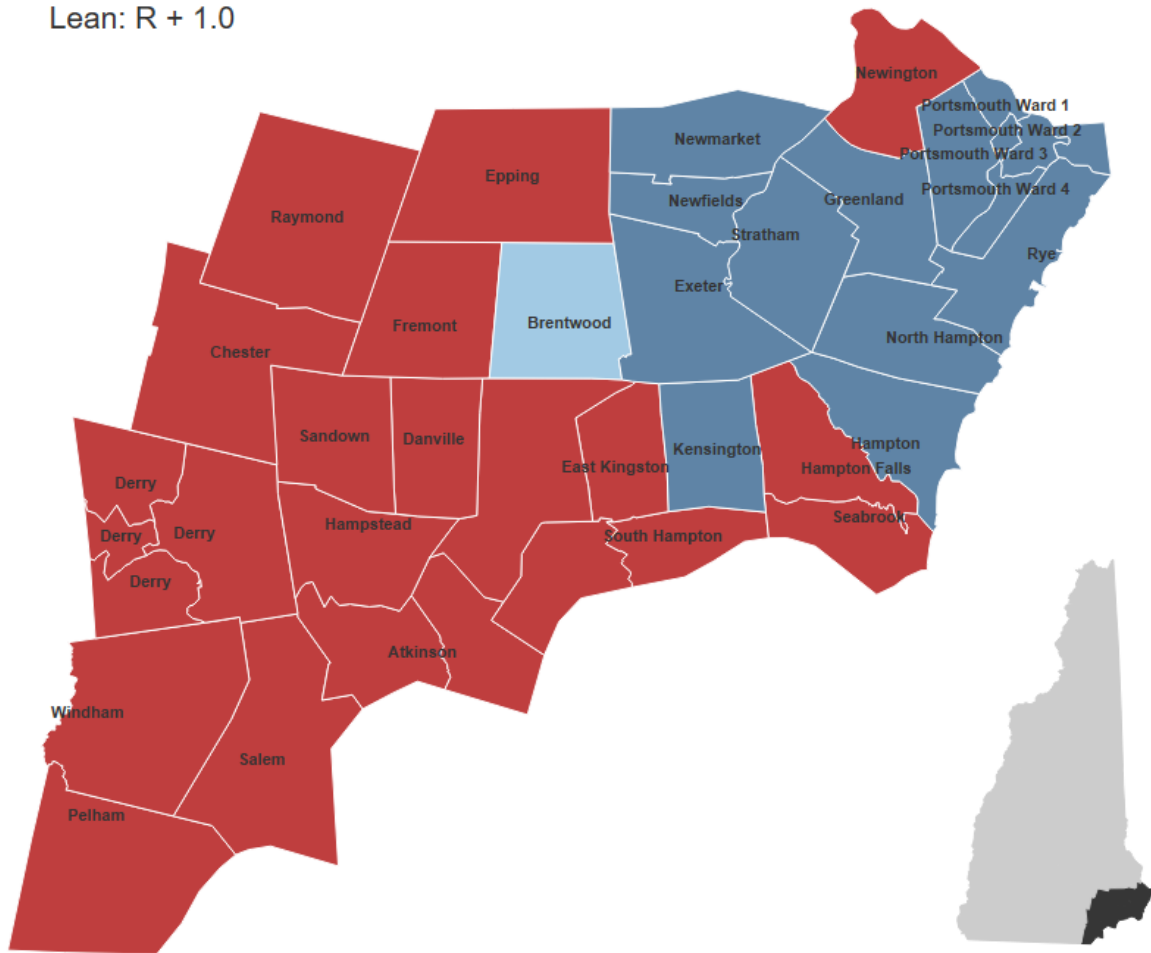 Lean: R + 1.0
Newington
Portsmouth Ward 1
Portsmouth Ward 2
Newmarket
Portsmouth Ward 3
Epping
Portsmouth Ward 4
Newfields
Greenland
Raymond
Stratham
Rye
Exeter
Brentwood
Fremont
North Hampton
Chester
Sandown
Danville
Hampton
Kensington
East Kingston
Hampton Falls
Derry
Seabrook
Hampstead
Derry
Derry
South Hampton
Derry
Atkinson
Windham
Salem
Pelham